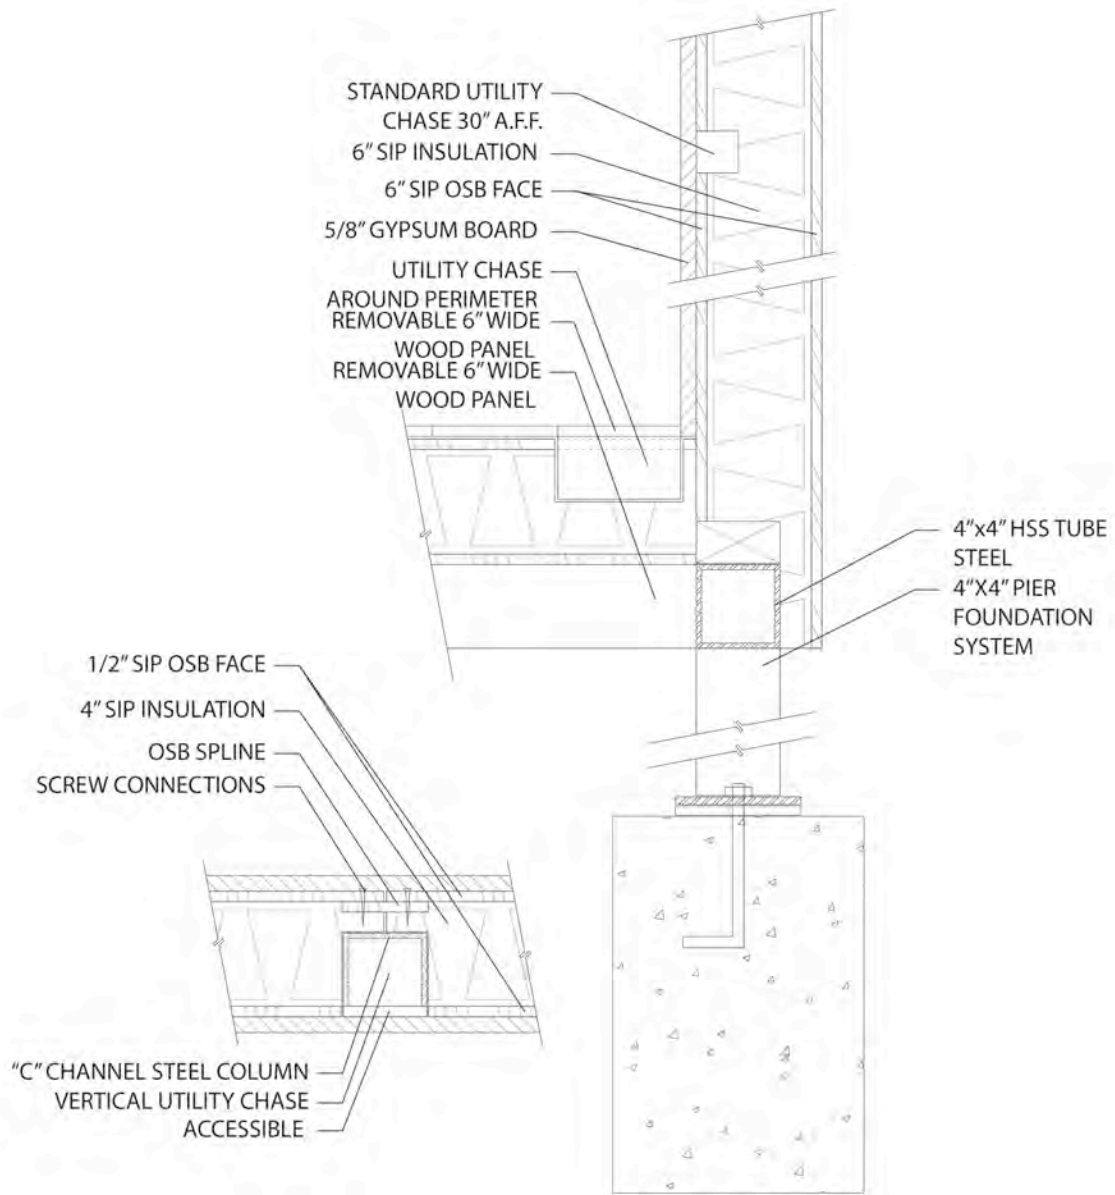 STANDARD UTILITY
CHASE 30" A.F.F.
6" SIP INSULATION
6" SIP OSB FACE
5/8" GYPSUM BOARD
UTILITY CHASE
AROUND PERIMETER
REMOVABLE 6" WIDE
WOOD PANEL
REMOVABLE 6" WIDE
WOOD PANEL
4"x4" HSS TUBE
STEEL
4"X4" PIER
FOUNDATION
SYSTEM
1/2" SIP OSB FACE
4" SIP INSULATION
OSB SPLINE
SCREW CONNECTIONS
"C" CHANNEL STEEL COLUMN
VERTICAL UTILITY CHASE
ACCESSIBLE